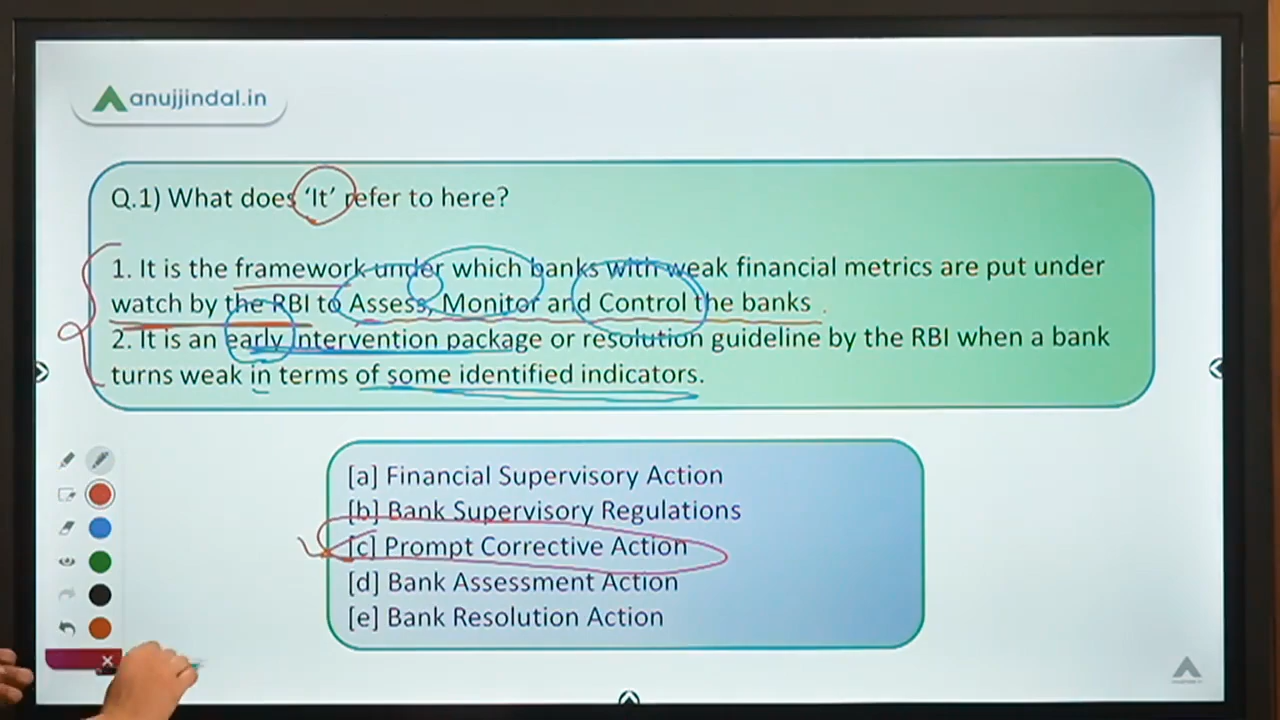 anujjindal.in
Q.1) What does 'It' refer to here?
1. It is the framework under which banks with weak financial metrics are put under
watch by the RBI to Assess, Monitor and Control the banks .
2. It is an early Intervention package or resolution guideline by the RBI when a bank
turns weak in terms of some identified indicators.
[a] Financial Supervisory Action
[b] Bank Supervisory Regulations
[c] Prompt Corrective Action
[d] Bank Assessment Action
[e] Bank Resolution Action